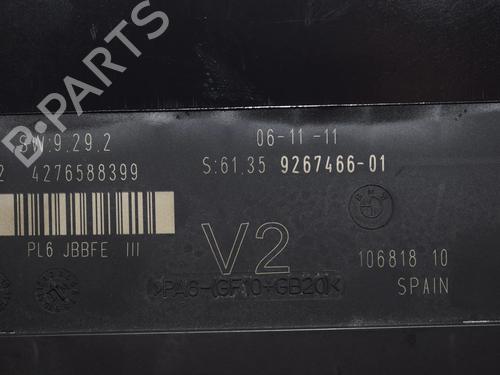 B-PARTS
SW:9.29.2
06-11-11
2 4276588399
S:61.35 9267466-01
BMW
PL6 JBBFE III
V2
106818 10
>PA6-(GF10+GB20)<
SPAIN